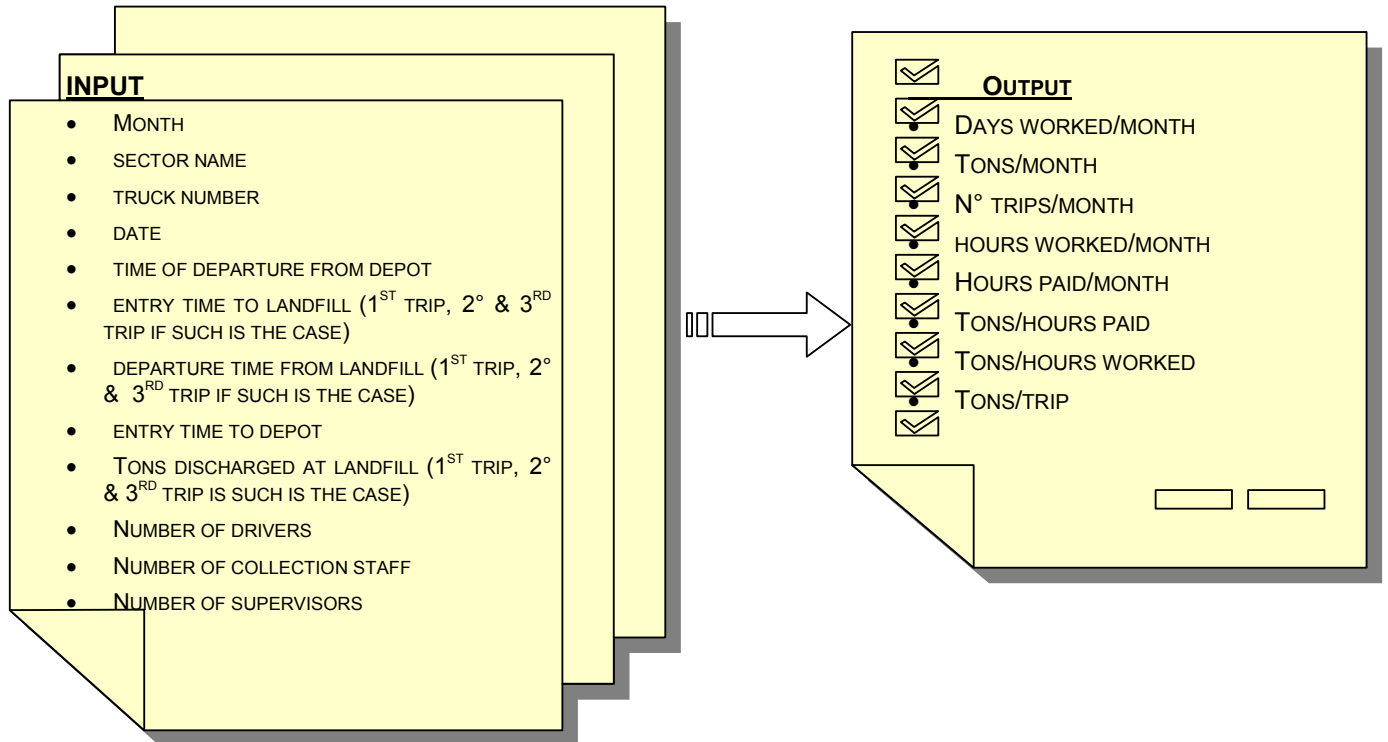 INPUT
• MONTH
• SECTOR NAME
• TRUCK NUMBER
• DATE
• TIME OF DEPARTURE FROM DEPOT
• ENTRY TIME TO LANDFILL (1ST TRIP, 2° & 3RD
TRIP IF SUCH IS THE CASE)
• DEPARTURE TIME FROM LANDFILL (1ST TRIP, 2°
& 3RD TRIP IF SUCH IS THE CASE)
• ENTRY TIME TO DEPOT
• TONS DISCHARGED AT LANDFILL (1ST TRIP, 2°
& 3RD TRIP IS SUCH IS THE CASE)
• NUMBER OF DRIVERS
• NUMBER OF COLLECTION STAFF
• NUMBER OF SUPERVISORS
OUTPUT
• DAYS WORKED/MONTH
• TONS/MONTH
• N° TRIPS/MONTH
• HOURS WORKED/MONTH
• HOURS PAID/MONTH
• TONS/HOURS PAID
• TONS/HOURS WORKED
• TONS/TRIP